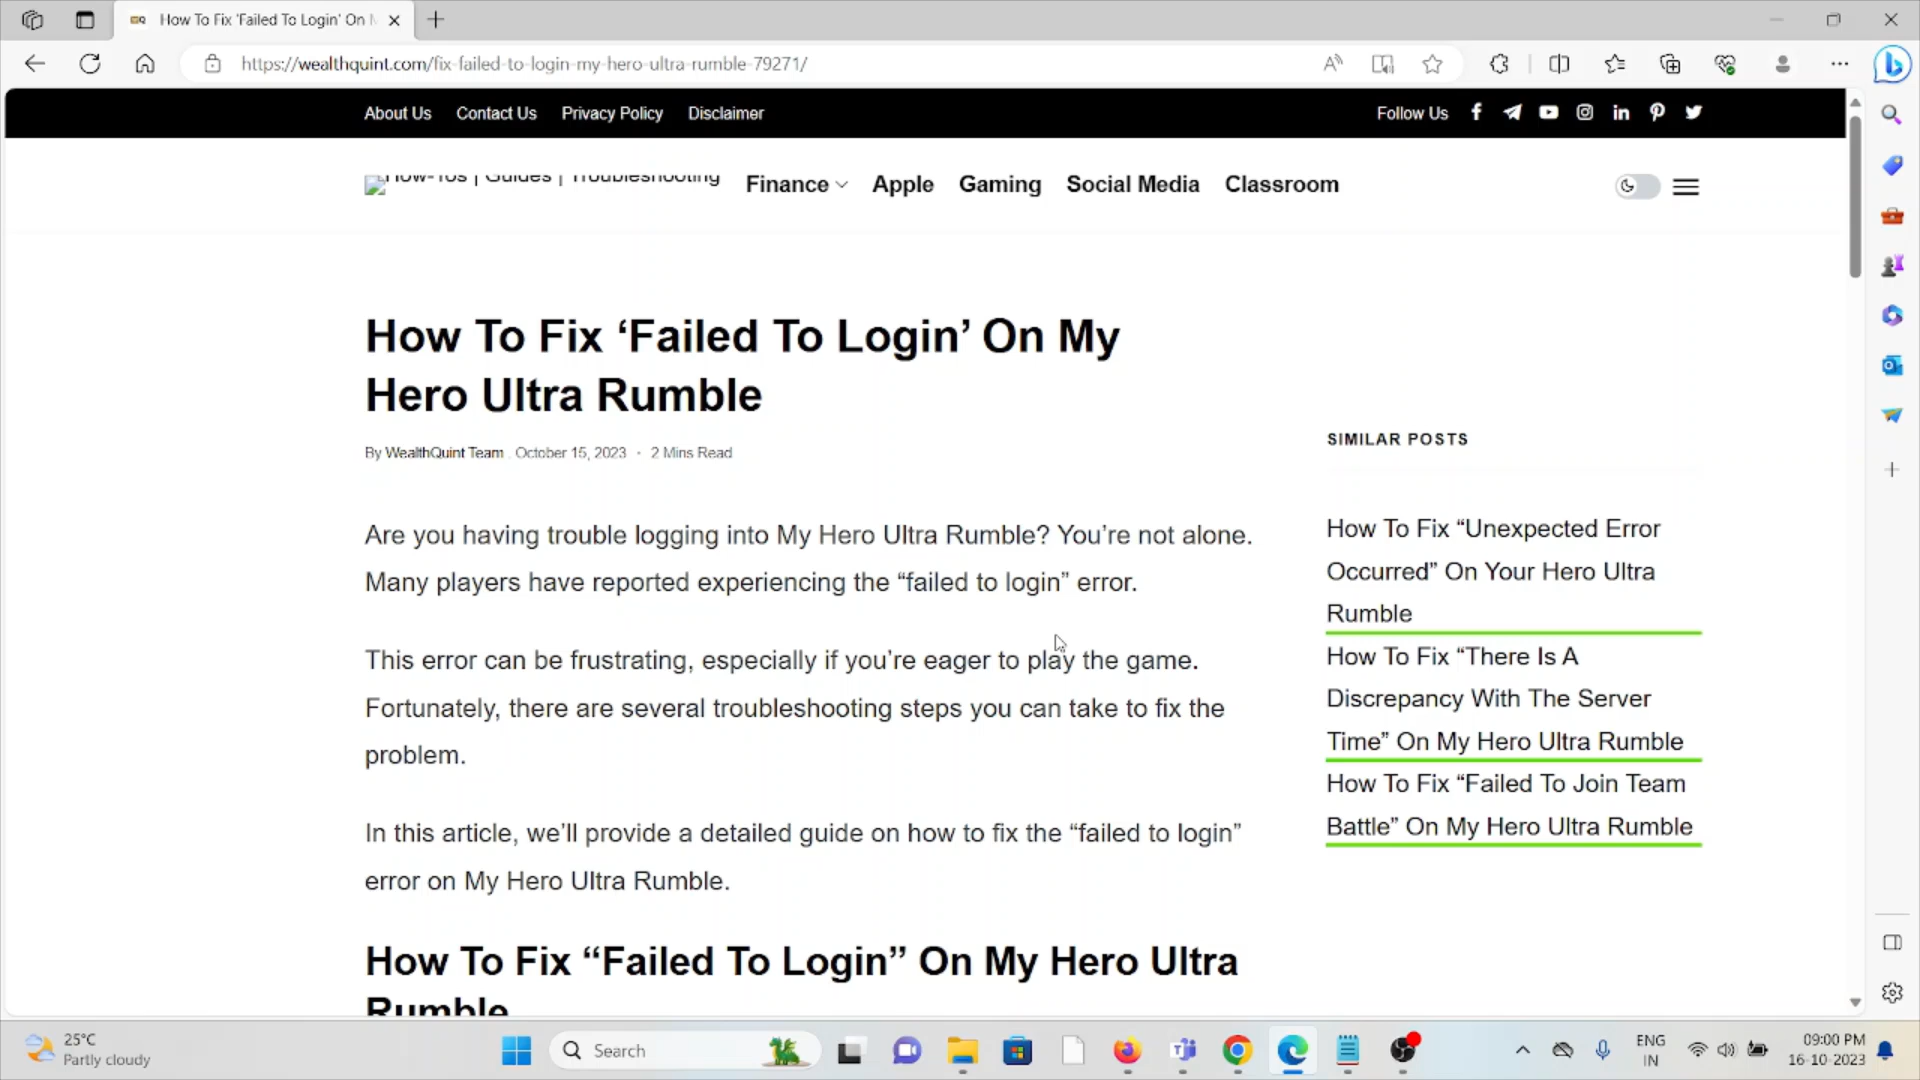 How To Fix 'Failed To Login' On
https://wealthquint.com/fix-failed-to-login-my-hero-ultra-rumble-79271/
About Us Contact Us Privacy Policy Disclaimer Follow Us
How-Tos | Guides | Troubleshooting Finance Apple Gaming Social Media Classroom
How To Fix ‘Failed To Login’ On My
Hero Ultra Rumble
By WealthQuint Team . October 15, 2023 · 2 Mins Read
Are you having trouble logging into My Hero Ultra Rumble? You’re not alone.
Many players have reported experiencing the “failed to login” error.
This error can be frustrating, especially if you’re eager to play the game.
Fortunately, there are several troubleshooting steps you can take to fix the
problem.
In this article, we’ll provide a detailed guide on how to fix the “failed to login”
error on My Hero Ultra Rumble.
How To Fix “Failed To Login” On My Hero Ultra
Rumble
SIMILAR POSTS
How To Fix “Unexpected Error
Occurred” On Your Hero Ultra
Rumble
How To Fix “There Is A
Discrepancy With The Server
Time” On My Hero Ultra Rumble
How To Fix “Failed To Join Team
Battle” On My Hero Ultra Rumble
25°C
Partly cloudy
Search
ENG
IN
09:00 PM
16-10-2023